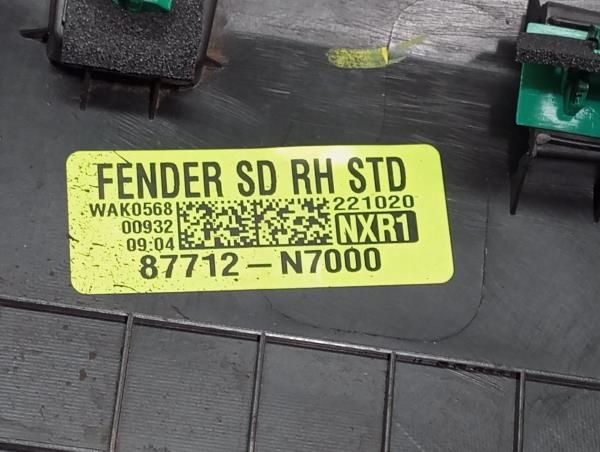 FENDER SD RH STD
WAK0568 221020
00932 NXR1
09:04
87712-N7000